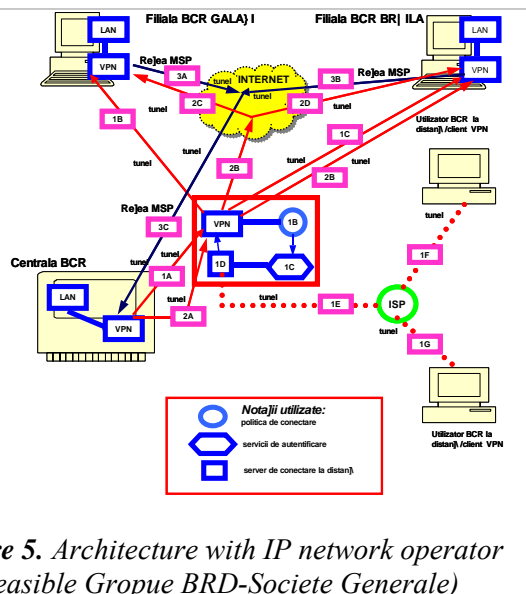 Filiala BCR GALA} I
Filiala BCR BR| ILA
LAN
VPN
LAN
VPN
Re]ea MSP
Re]ea MSP
3A
INTERNET
3B
tunel
tunel
tunel
tunel
2C
2D
1B
tunel
1C
2B
2B
tunel
tunel
tunel
tunel
Utilizator BCR la
distan]\ /client VPN
Re]ea MSP
3C
VPN
1B
1D
1C
tunel
1F
Centrala BCR
LAN
VPN
tunel
1A
tunel
2A
tunel
1E
ISP
tunel
1G
Utilizator BCR la
distan]\ /client VPN
Nota]ii utilizate:
politica de conectare
servicii de autentificare
server de conectare la distan]\
re 5. Architecture with IP network operator
easible Gropue BRD-Societe Generale)